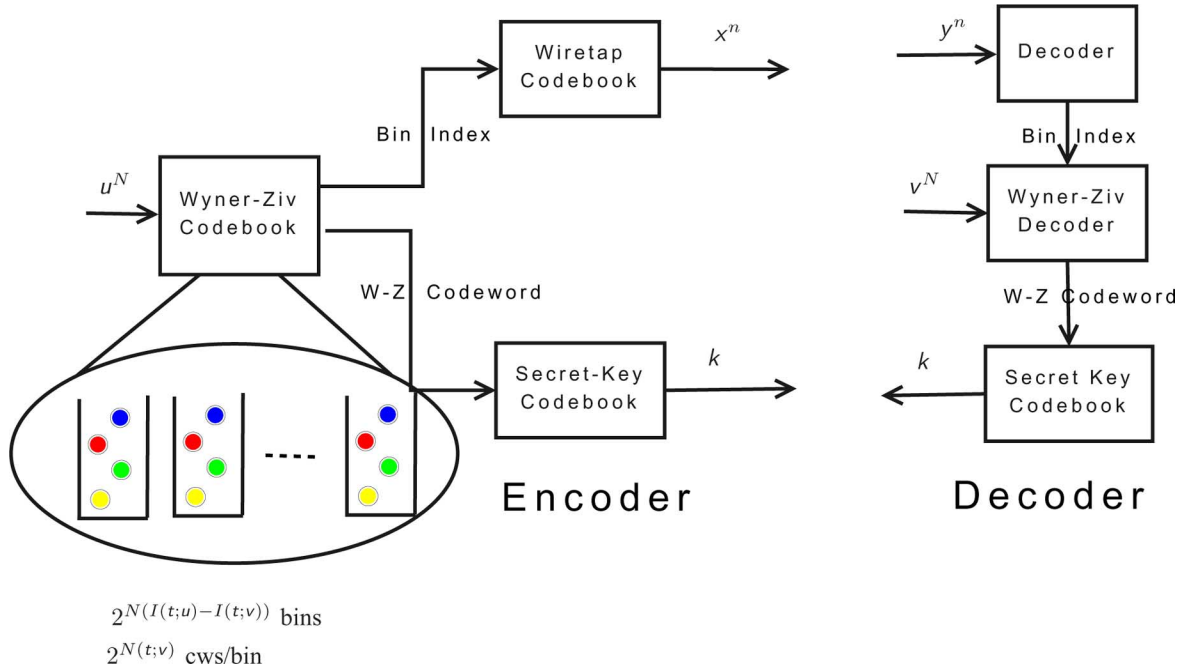 Wiretap
Codebook
x^n
Bin Index
u^N
Wyner-Ziv
Codebook
W-Z Codeword
Secret-Key
Codebook
k
Encoder
2^{N(I(t;u)−I(t;v))} bins
2^{N(t;v)} cws/bin
y^n
Decoder
Bin Index
v^N
Wyner-Ziv
Decoder
W-Z Codeword
k
Secret Key
Codebook
Decoder